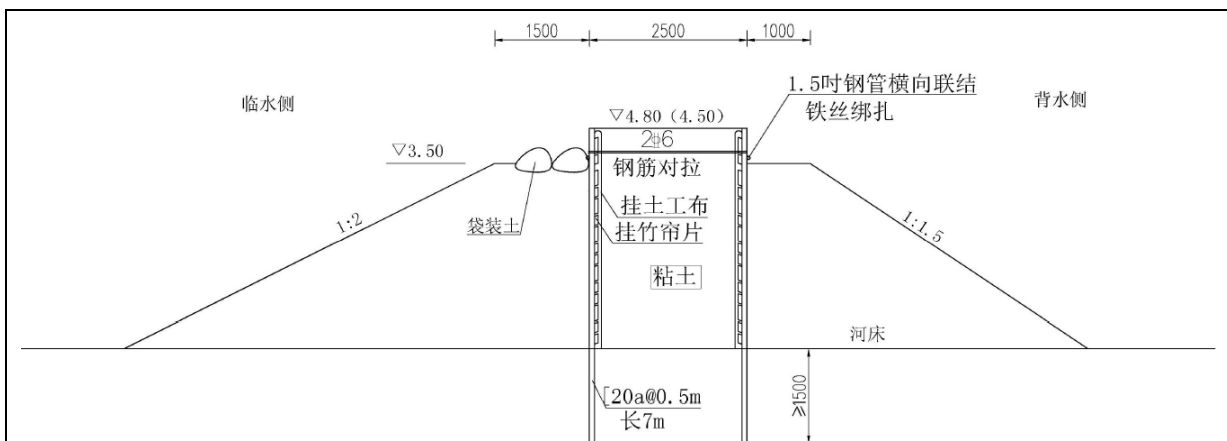 1500 2500 1000
临水侧
1.5吋钢管横向联结
铁丝绑扎
背水侧
▽4.80(4.50)
2⌀6
▽3.50
钢筋对拉
挂土工布
挂竹帘片
袋装土
1:2
1:1.5
粘土
河床
[20a@0.5m
长7m
≥1500